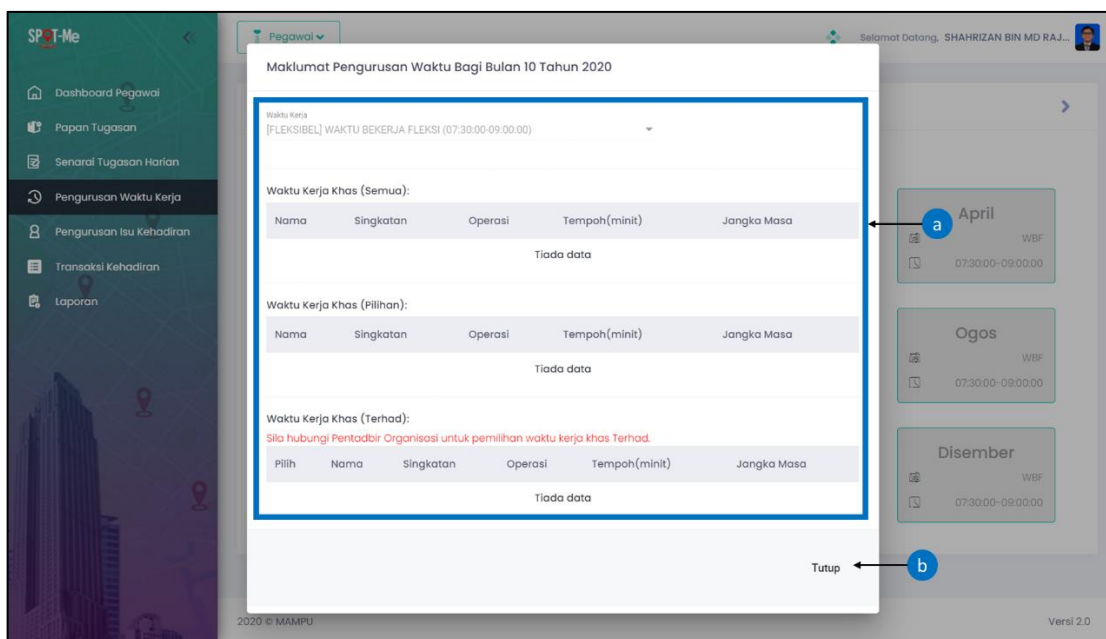 SPOT-Me
Pegawai
Selamat Datang, SHAHRIZAN BIN MD RAJ...
Dashboard Pegawai
Papan Tugasan
Senarai Tugasan Harian
Pengurusan Waktu Kerja
Pengurusan Isu Kehadiran
Transaksi Kehadiran
Laporan
Maklumat Pengurusan Waktu Bagi Bulan 10 Tahun 2020
Waktu Kerja
[FLEKSIBEL] WAKTU BEKERJA FLEKSI (07:30:00-09:00:00)
Waktu Kerja Khas (Semua):
Nama Singkatan Operasi Tempoh(minit) Jangka Masa
Tiada data
Waktu Kerja Khas (Pilihan):
Nama Singkatan Operasi Tempoh(minit) Jangka Masa
Tiada data
Waktu Kerja Khas (Terhad):
Sila hubungi Pentadbir Organisasi untuk pemilihan waktu kerja khas Terhad.
Pilih Nama Singkatan Operasi Tempoh(minit) Jangka Masa
Tiada data
Tutup
a
b
April
WBF
07:30:00-09:00:00
Ogos
WBF
07:30:00-09:00:00
Disember
WBF
07:30:00-09:00:00
2020 © MAMPU
Versi 2.0